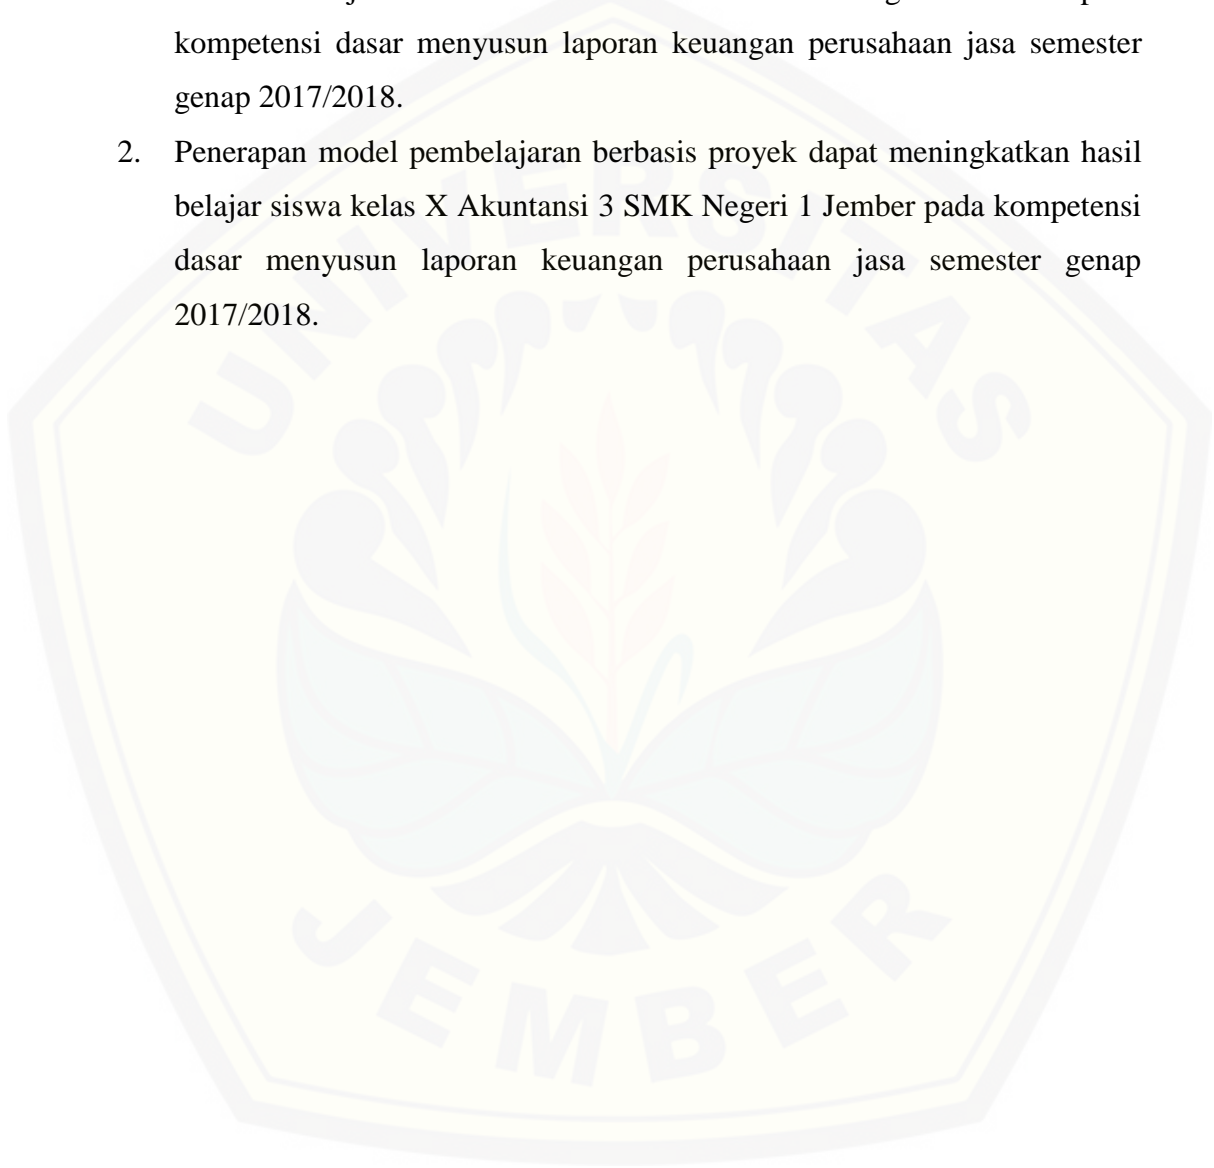 kompetensi dasar menyusun laporan keuangan perusahaan jasa semester
genap 2017/2018.
2. Penerapan model pembelajaran berbasis proyek dapat meningkatkan hasil
belajar siswa kelas X Akuntansi 3 SMK Negeri 1 Jember pada kompetensi
dasar menyusun laporan keuangan perusahaan jasa semester genap
2017/2018.
UNIVERSITAS
JEMBER